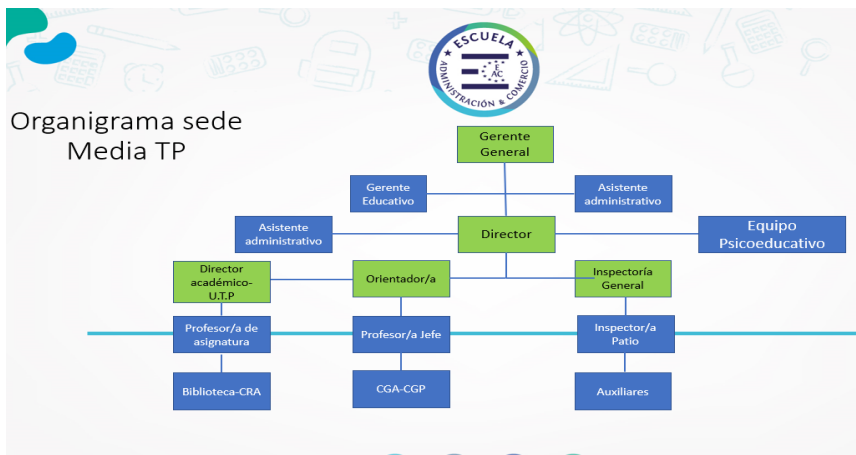 ESCUELA
ADMINISTRACIÓN & COMERCIO
E
AC
Organigrama sede
Media TP
Gerente
General
Gerente
Educativo
Asistente
administrativo
Asistente
administrativo
Director
Equipo
Psicoeducativo
Director
académico-
U.T.P
Orientador/a
Inspectoría
General
Profesor/a de
asignatura
Profesor/a Jefe
Inspector/a
Patio
Biblioteca-CRA
CGA-CGP
Auxiliares